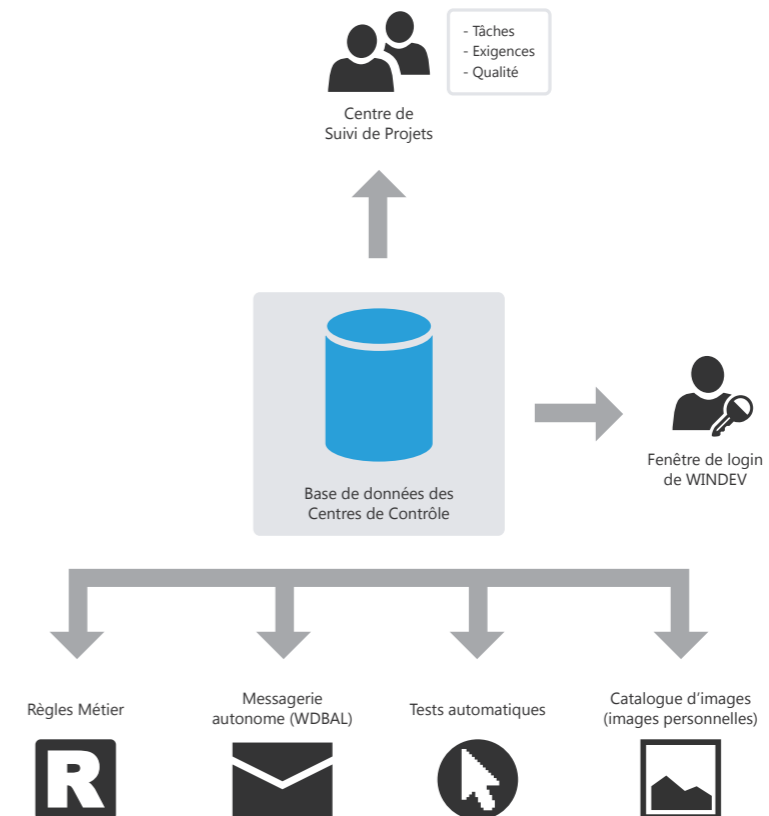 - Tâches
- Exigences
- Qualité
Centre de
Suivi de Projets
Fenêtre de login
de WINDEV
Base de données des
Centres de Contrôle
Règles Métier
Messagerie
autonome (WDBAL)
Tests automatiques
Catalogue d’images
(images personnelles)
R